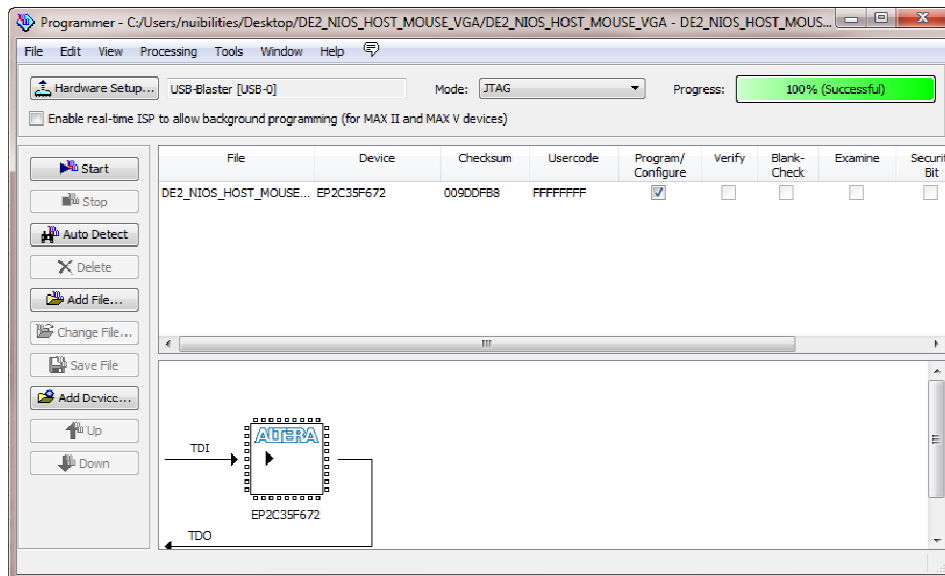 Programmer - C:/Users/nuibilities/Desktop/DE2_NIOS_HOST_MOUSE_VGA/DE2_NIOS_HOST_MOUSE_VGA - DE2_NIOS_HOST_MOUS...
File Edit View Processing Tools Window Help
Hardware Setup... USB-Blaster [USB-0] Mode: JTAG Progress: 100% (Successful)
Enable real-time ISP to allow background programming (for MAX II and MAX V devices)
Start
Stop
Auto Detect
Delete
Add File...
Change File...
Save File
Add Device...
Up
Down
File Device Checksum Usercode Program/ Verify Blank- Examine Securit
Configure Check Bit
DE2_NIOS_HOST_MOUSE... EP2C35F672 009DDFB8 FFFFFFFF
ALTERA
TDI
EP2C35F672
TDO